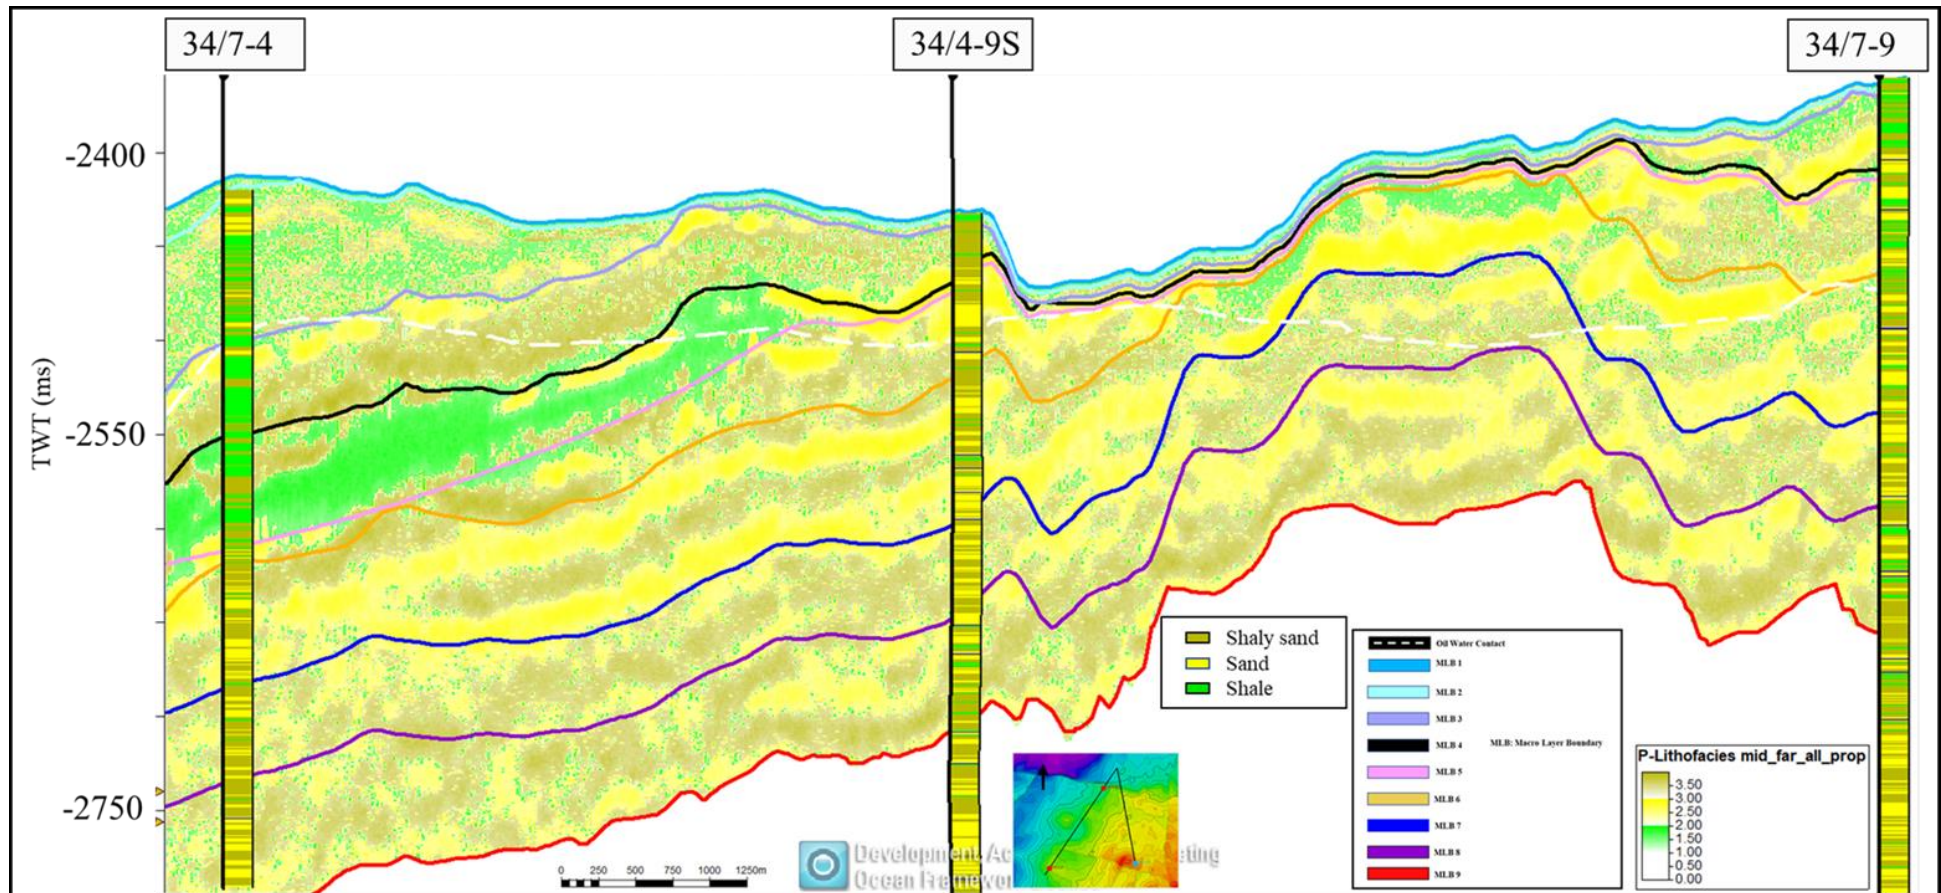 34/7-4
34/4-9S
34/7-9
-2400
-2550
-2750
TWT (ms)
Shaly sand
Sand
Shale
Oil Water Contact
MLB 1
MLB 2
MLB 3
MLB 4
MLB: Macro Layer Boundary
MLB 5
MLB 6
MLB 7
MLB 8
MLB 9
P-Lithofacies mid_far_all_prop
3.50
3.00
2.50
2.00
1.50
1.00
0.50
0.00
0 250 500 750 1000 1250m
Development
Ocean